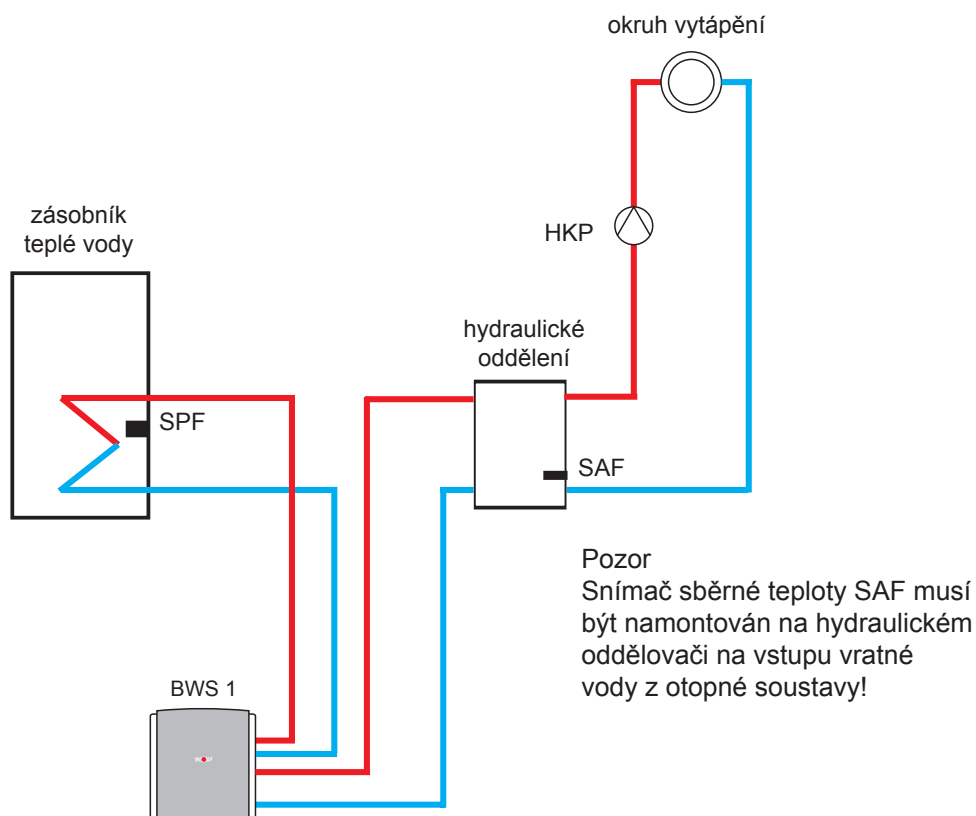 okruh vytápění
zásobník
teplé vody
HKP
hydraulické
oddělení
SPF
SAF
Pozor
Snímač sběrné teploty SAF musí
být namontován na hydraulickém
oddělovači na vstupu vratné
vody z otopné soustavy!
BWS 1